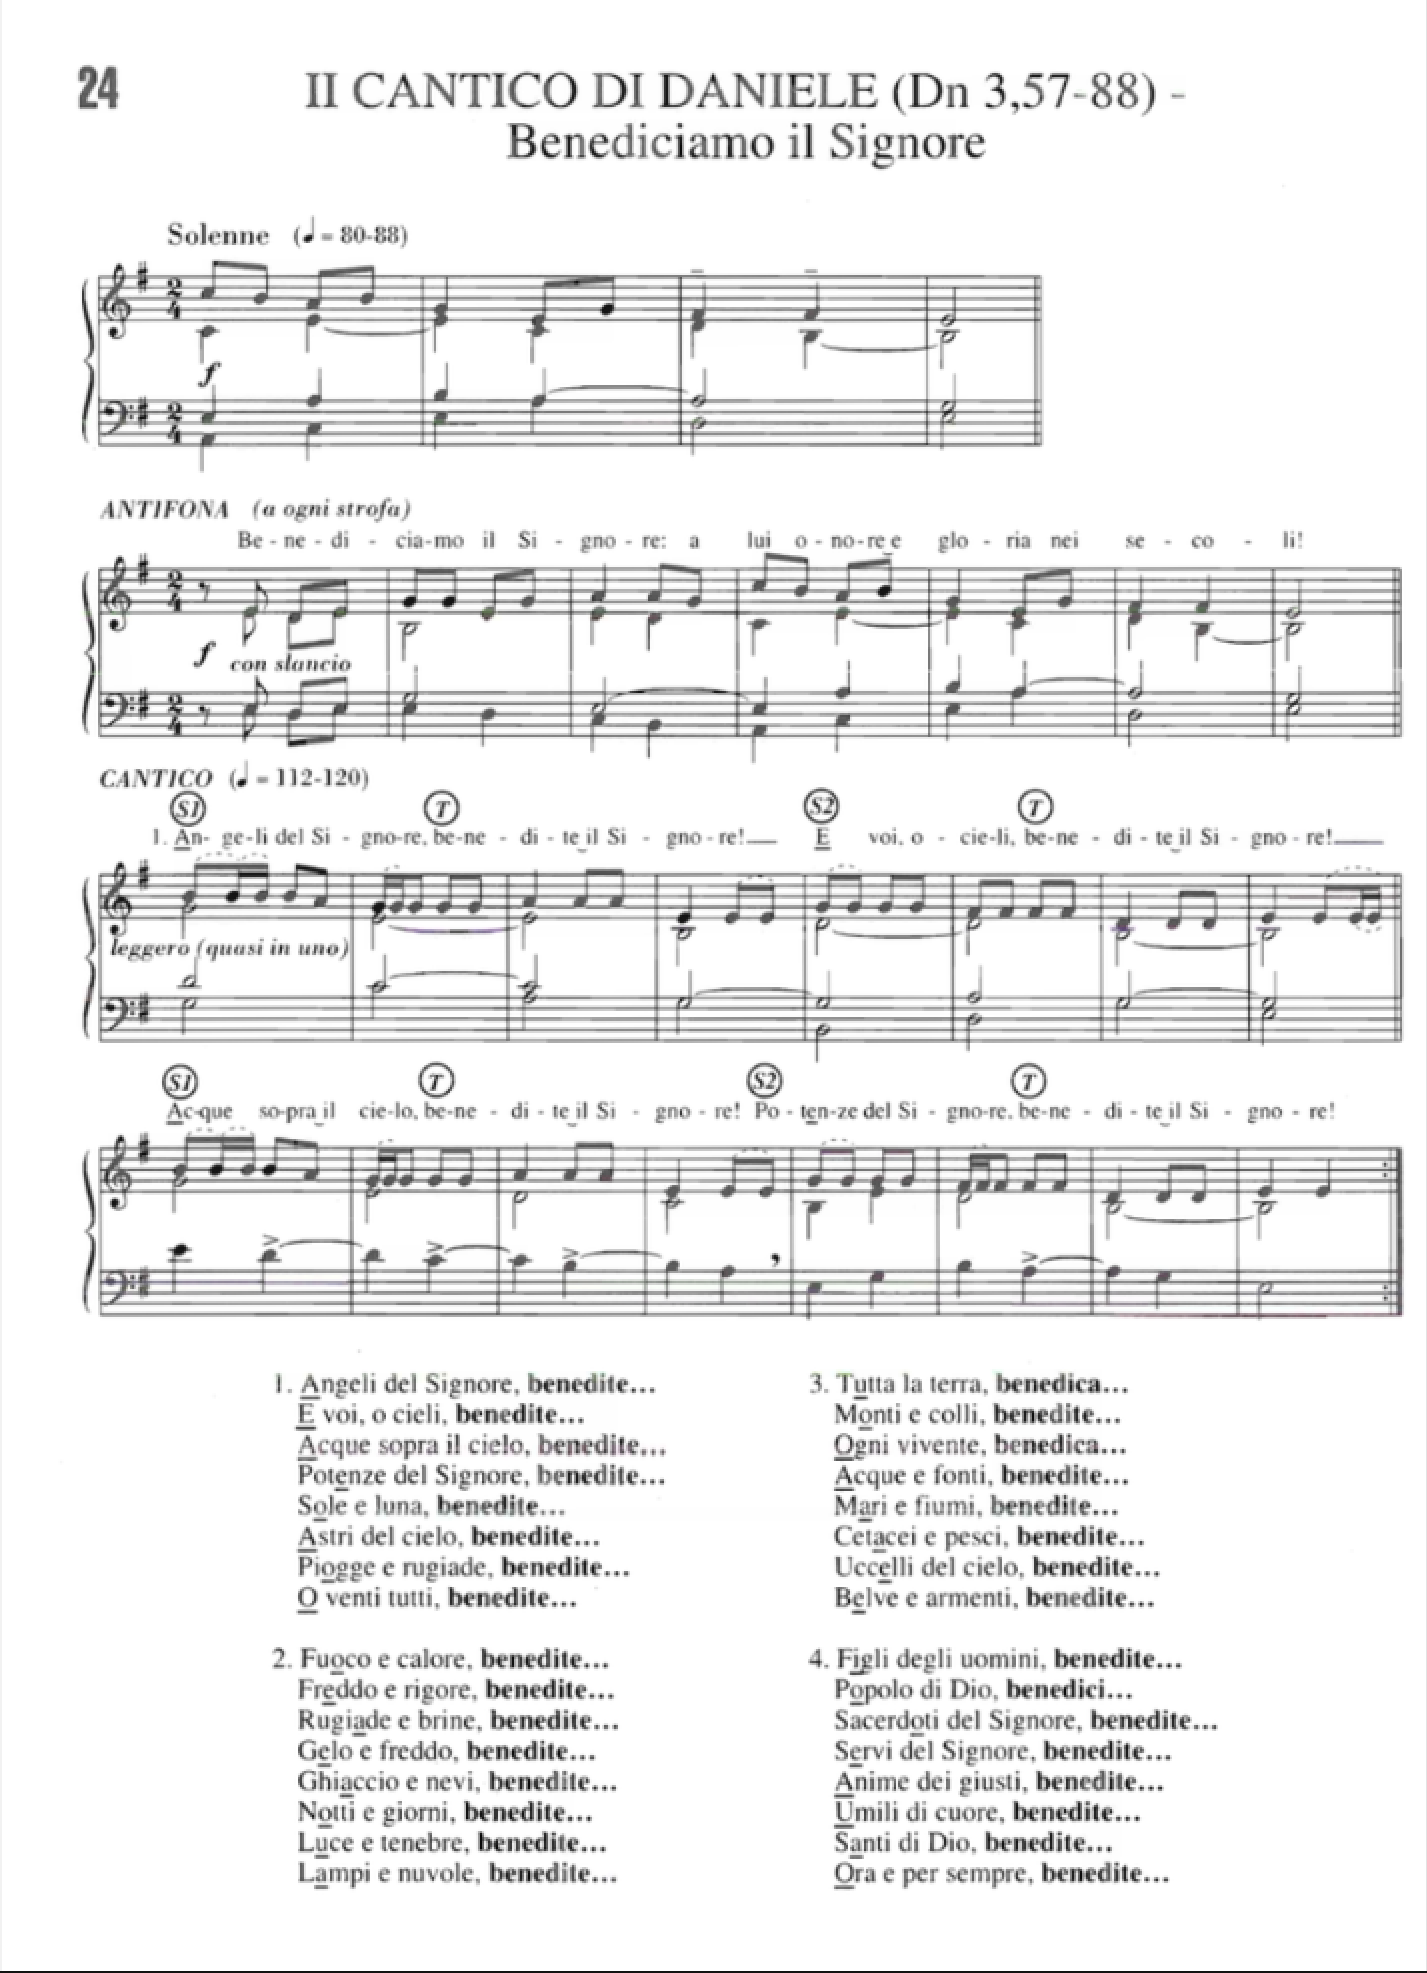 24
II CANTICO DI DANIELE (Dn 3,57-88) -
Benediciamo il Signore
Solenne (♩ = 80-88)
2
4
f
2
4
ANTIFONA (a ogni strofa)
Be - ne - di - cia-mo il Si - gno - re: a lui o - no-re e glo - ria nei se - co - li!
2
4
f con slancio
2
4
CANTICO (♩ = 112-120)
S1 T S2 T
1. An- ge-li del Si - gno-re, be-ne - di - te il Si - gno - re! E voi, o - cie-li, be-ne - di - te il Si - gno - re!
leggero (quasi in uno)
S1 T S2 T
Ac-que so-pra il cie-lo, be-ne - di - te il Si - gno - re! Po - ten-ze del Si - gno-re, be-ne - di - te il Si - gno - re!
1. Angeli del Signore, benedite...
E voi, o cieli, benedite...
Acque sopra il cielo, benedite...
Potenze del Signore, benedite...
Sole e luna, benedite...
Astri del cielo, benedite...
Piogge e rugiade, benedite...
O venti tutti, benedite...
2. Fuoco e calore, benedite...
Freddo e rigore, benedite...
Rugiade e brine, benedite...
Gelo e freddo, benedite...
Ghiaccio e nevi, benedite...
Notti e giorni, benedite...
Luce e tenebre, benedite...
Lampi e nuvole, benedite...
3. Tutta la terra, benedica...
Monti e colli, benedite...
Ogni vivente, benedica...
Acque e fonti, benedite...
Mari e fiumi, benedite...
Cetacei e pesci, benedite...
Uccelli del cielo, benedite...
Belve e armenti, benedite...
4. Figli degli uomini, benedite...
Popolo di Dio, benedici...
Sacerdoti del Signore, benedite...
Servi del Signore, benedite...
Anime dei giusti, benedite...
Umili di cuore, benedite...
Santi di Dio, benedite...
Ora e per sempre, benedite...